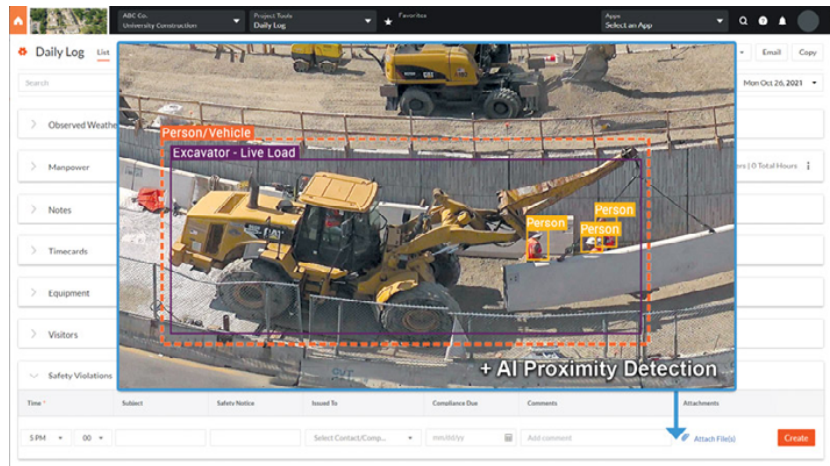 ABC Co.
University Construction
Project Tools
Daily Log
Favorites
Apps
Select an App
Daily Log
List
Email
Copy
Search
Mon Oct 26, 2021
Observed Weathe
Manpower
ers | 0 Total Hours
Notes
Timecards
Equipment
Visitors
Safety Violations
Person/Vehicle
Excavator - Live Load
Person
Person
Person
CAT
+ AI Proximity Detection
Time *
Subject
Safety Notice
Issued To
Compliance Due
Comments
Attachments
5 PM
00
Select Contact/Comp...
mm/dd/yy
Add comment
Attach File(s)
Create